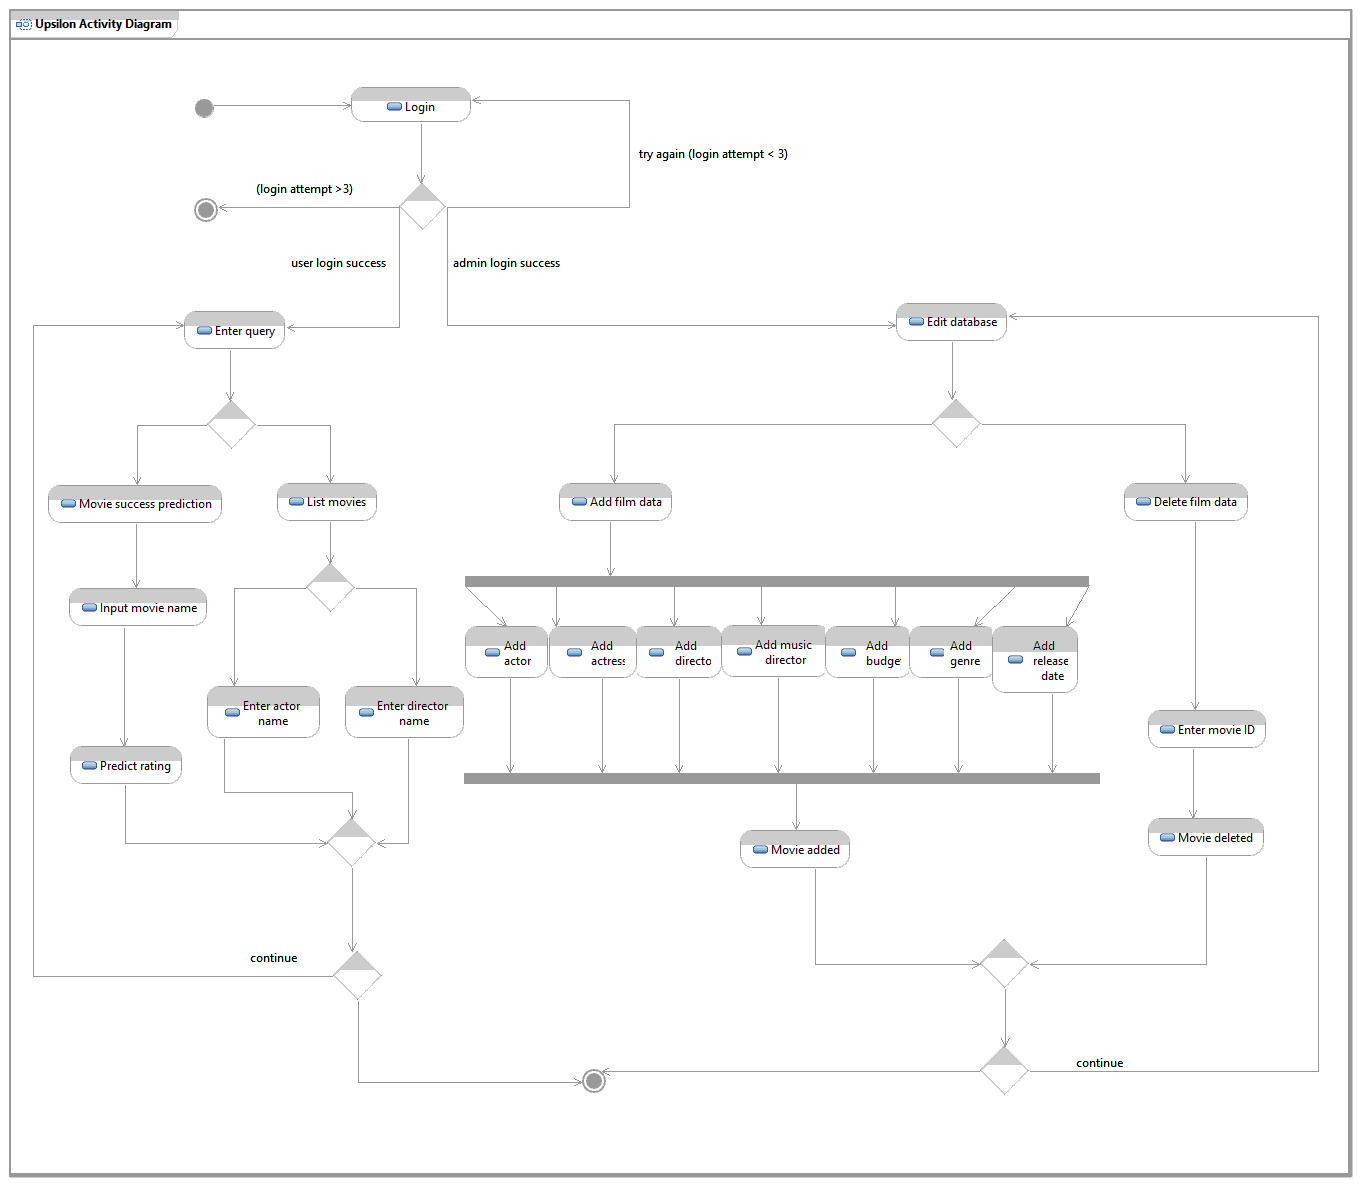 Upsilon Activity Diagram
Login
try again (login attempt < 3)
(login attempt >3)
user login success
admin login success
Enter query
Edit database
Movie success prediction
List movies
Add film data
Delete film data
Input movie name
Add
actor
Add
actress
Add
directo
Add music
director
Add
budge
Add
genre
Add
release
date
Enter actor
name
Enter director
name
Enter movie ID
Predict rating
Movie added
Movie deleted
continue
continue